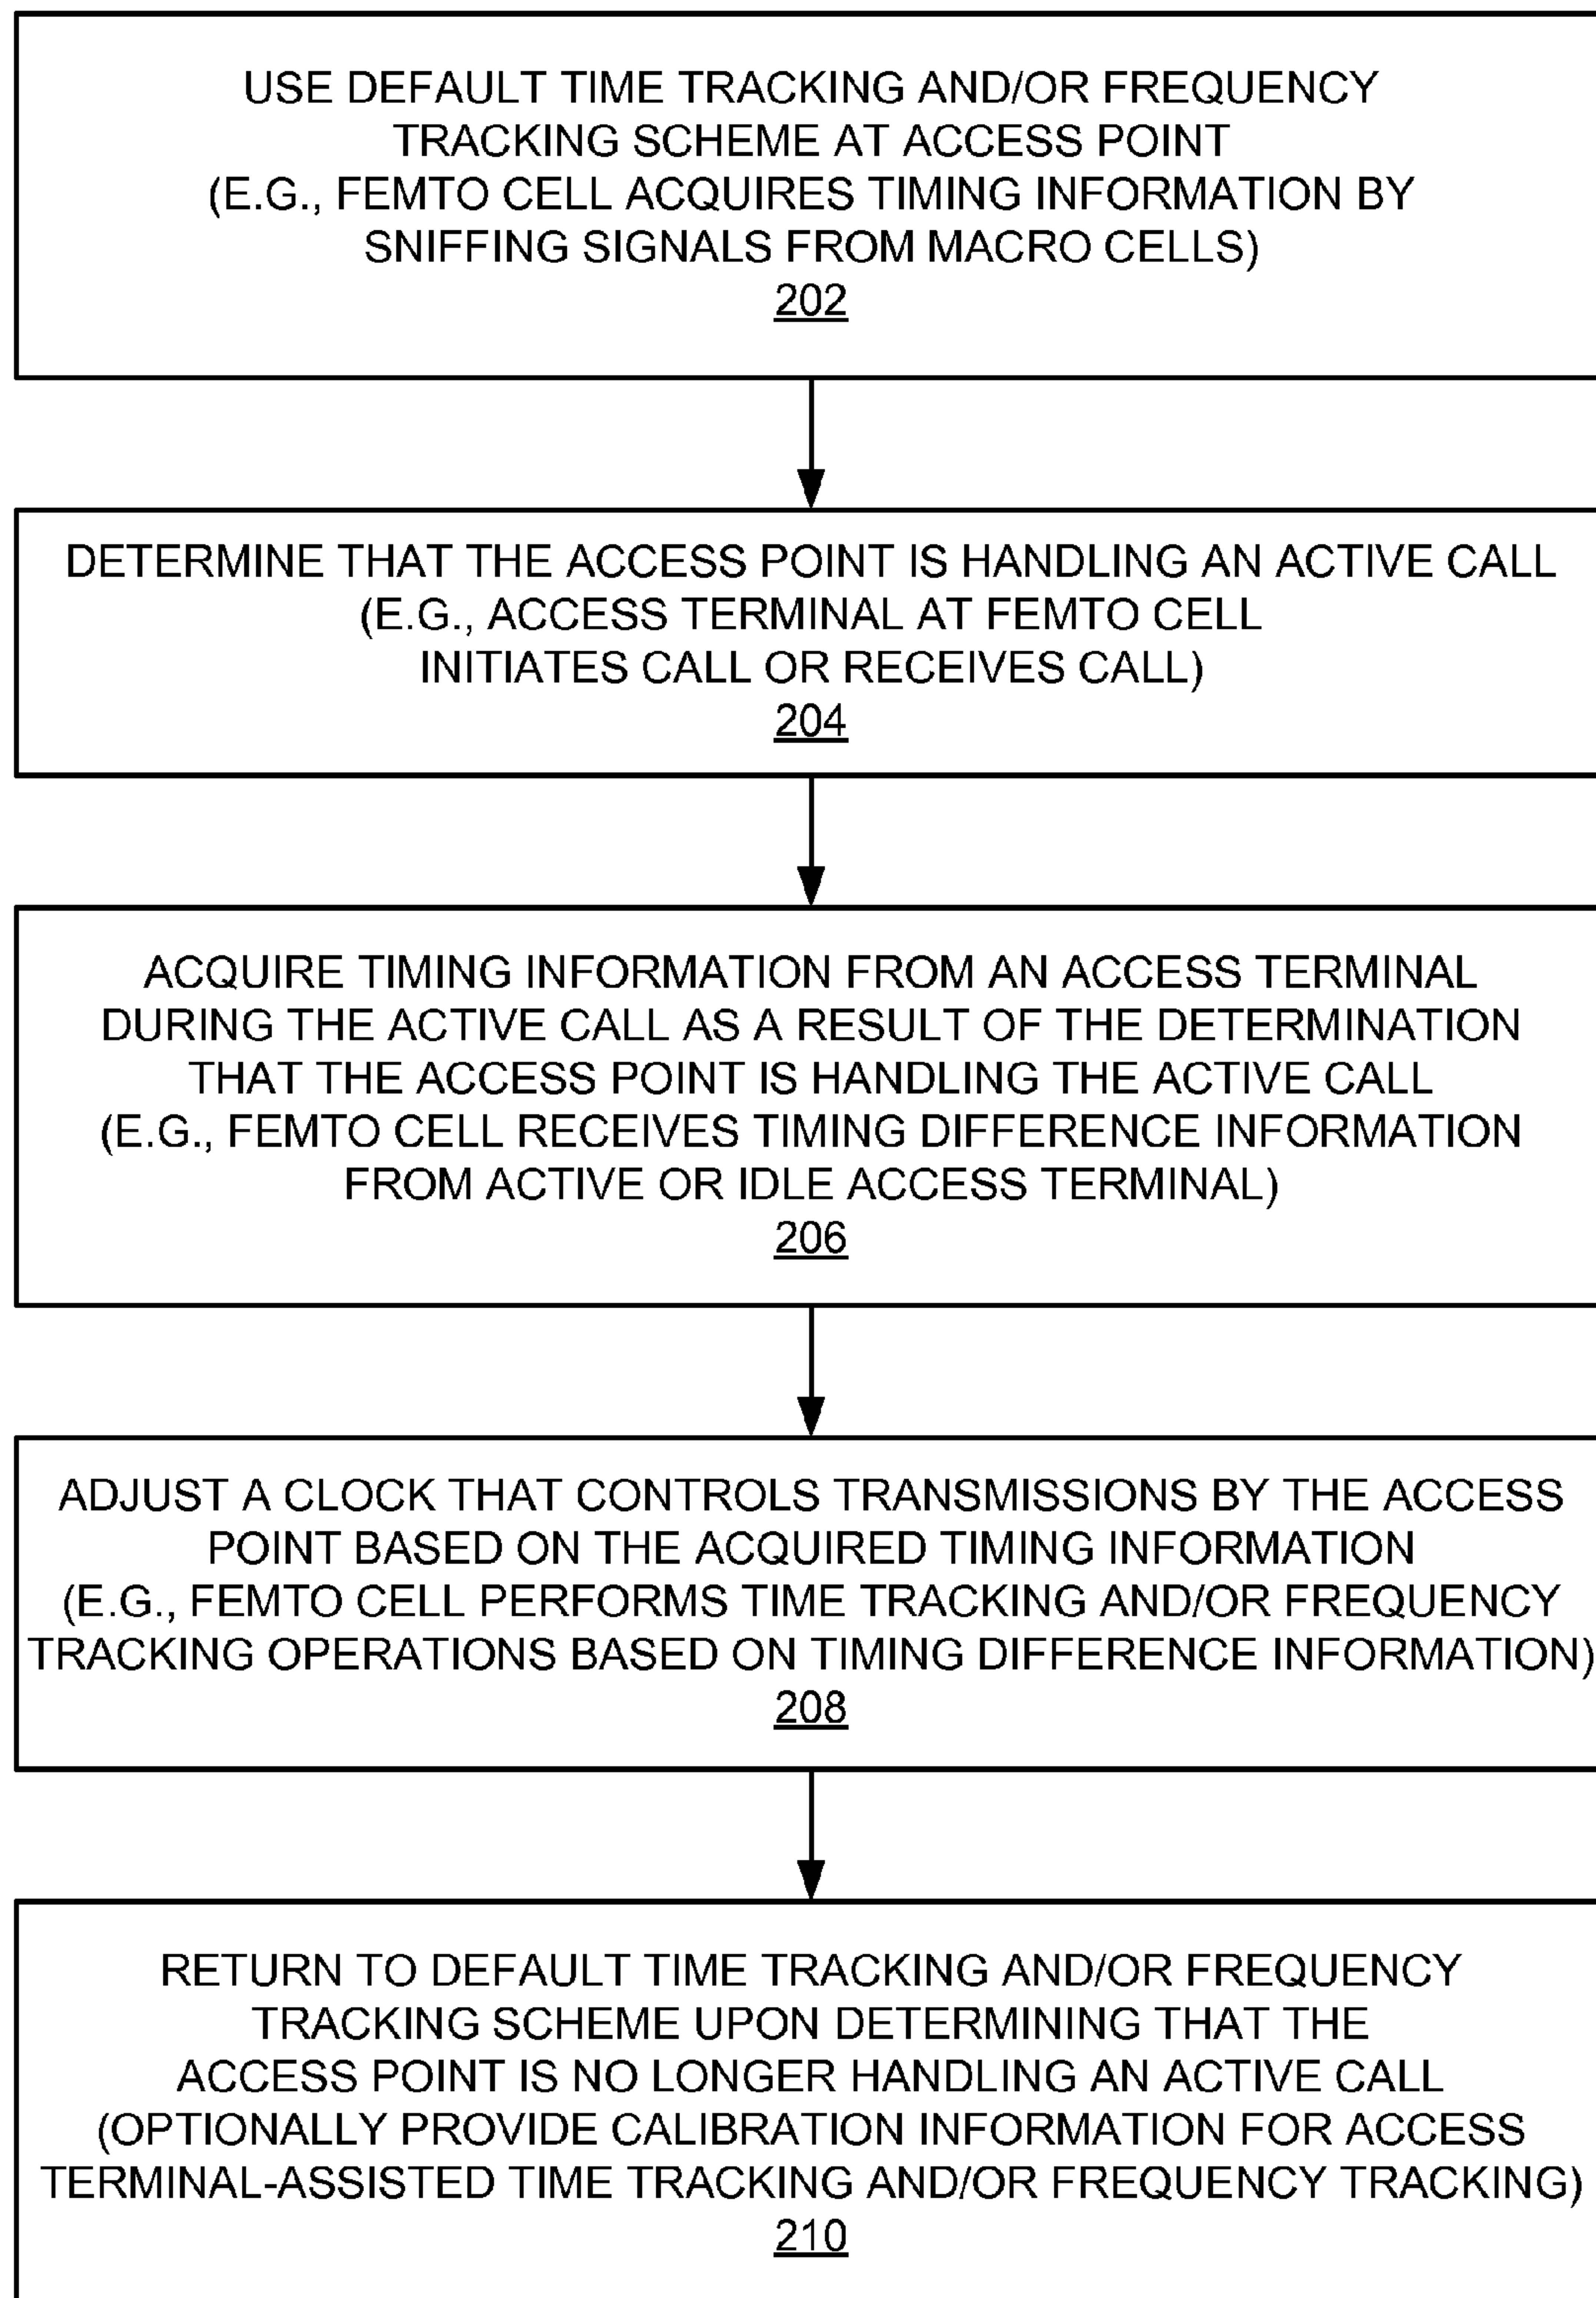 USE DEFAULT TIME TRACKING AND/OR FREQUENCY
TRACKING SCHEME AT ACCESS POINT
(E.G., FEMTO CELL ACQUIRES TIMING INFORMATION BY
SNIFFING SIGNALS FROM MACRO CELLS)
202
DETERMINE THAT THE ACCESS POINT IS HANDLING AN ACTIVE CALL
(E.G., ACCESS TERMINAL AT FEMTO CELL
INITIATES CALL OR RECEIVES CALL)
204
ACQUIRE TIMING INFORMATION FROM AN ACCESS TERMINAL
DURING THE ACTIVE CALL AS A RESULT OF THE DETERMINATION
THAT THE ACCESS POINT IS HANDLING THE ACTIVE CALL
(E.G., FEMTO CELL RECEIVES TIMING DIFFERENCE INFORMATION
FROM ACTIVE OR IDLE ACCESS TERMINAL)
206
ADJUST A CLOCK THAT CONTROLS TRANSMISSIONS BY THE ACCESS
POINT BASED ON THE ACQUIRED TIMING INFORMATION
(E.G., FEMTO CELL PERFORMS TIME TRACKING AND/OR FREQUENCY
TRACKING OPERATIONS BASED ON TIMING DIFFERENCE INFORMATION)
208
RETURN TO DEFAULT TIME TRACKING AND/OR FREQUENCY
TRACKING SCHEME UPON DETERMINING THAT THE
ACCESS POINT IS NO LONGER HANDLING AN ACTIVE CALL
(OPTIONALLY PROVIDE CALIBRATION INFORMATION FOR ACCESS
TERMINAL-ASSISTED TIME TRACKING AND/OR FREQUENCY TRACKING)
210